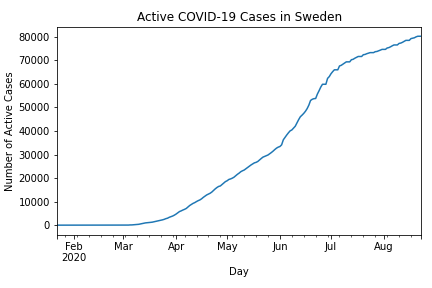 Active COVID-19 Cases in Sweden
80000
70000
60000
50000
40000
30000
20000
10000
0
Number of Active Cases
Feb
2020
Mar
Apr
May
Jun
Jul
Aug
Day